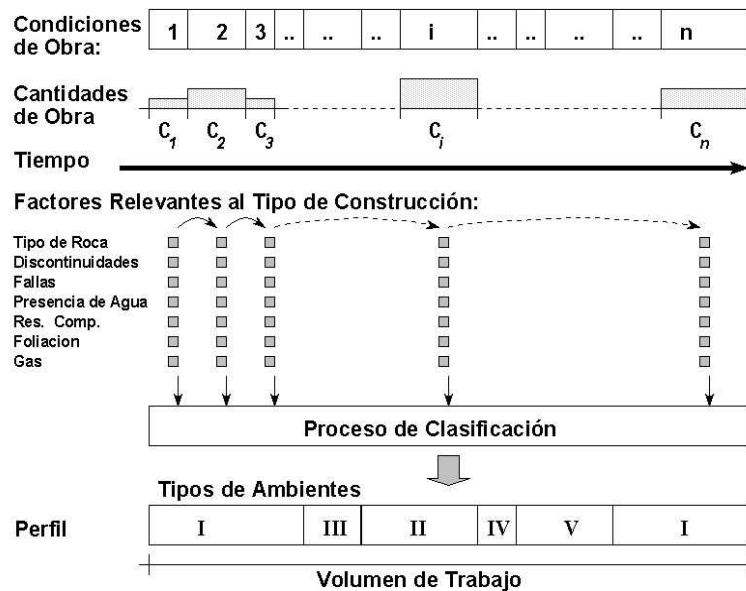 Condiciones de Obra: 1 2 3 .. .. .. i .. .. .. .. n
Cantidades de Obra
C1 C2 C3 Ci Cn
Tiempo
Factores Relevantes al Tipo de Construcción:
Tipo de Roca
Discontinuidades
Fallas
Presencia de Agua
Res. Comp.
Foliacion
Gas
Proceso de Clasificación
Tipos de Ambientes
Perfil I III II IV V I
Volumen de Trabajo